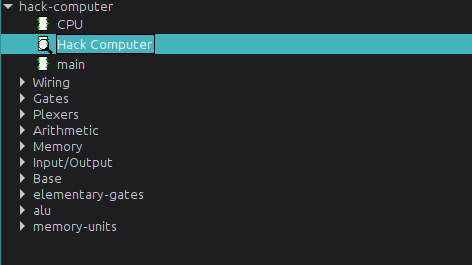 hack-computer
CPU
Hack Computer
main
Wiring
Gates
Plexers
Arithmetic
Memory
Input/Output
Base
elementary-gates
alu
memory-units